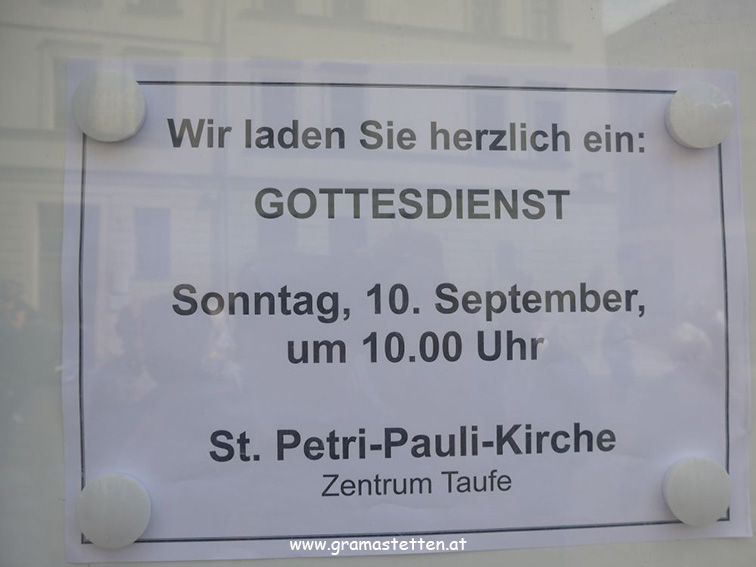 Wir laden Sie herzlich ein:
GOTTESDIENST
Sonntag, 10. September,
um 10.00 Uhr
St. Petri-Pauli-Kirche
Zentrum Taufe
www.gramastetten.at